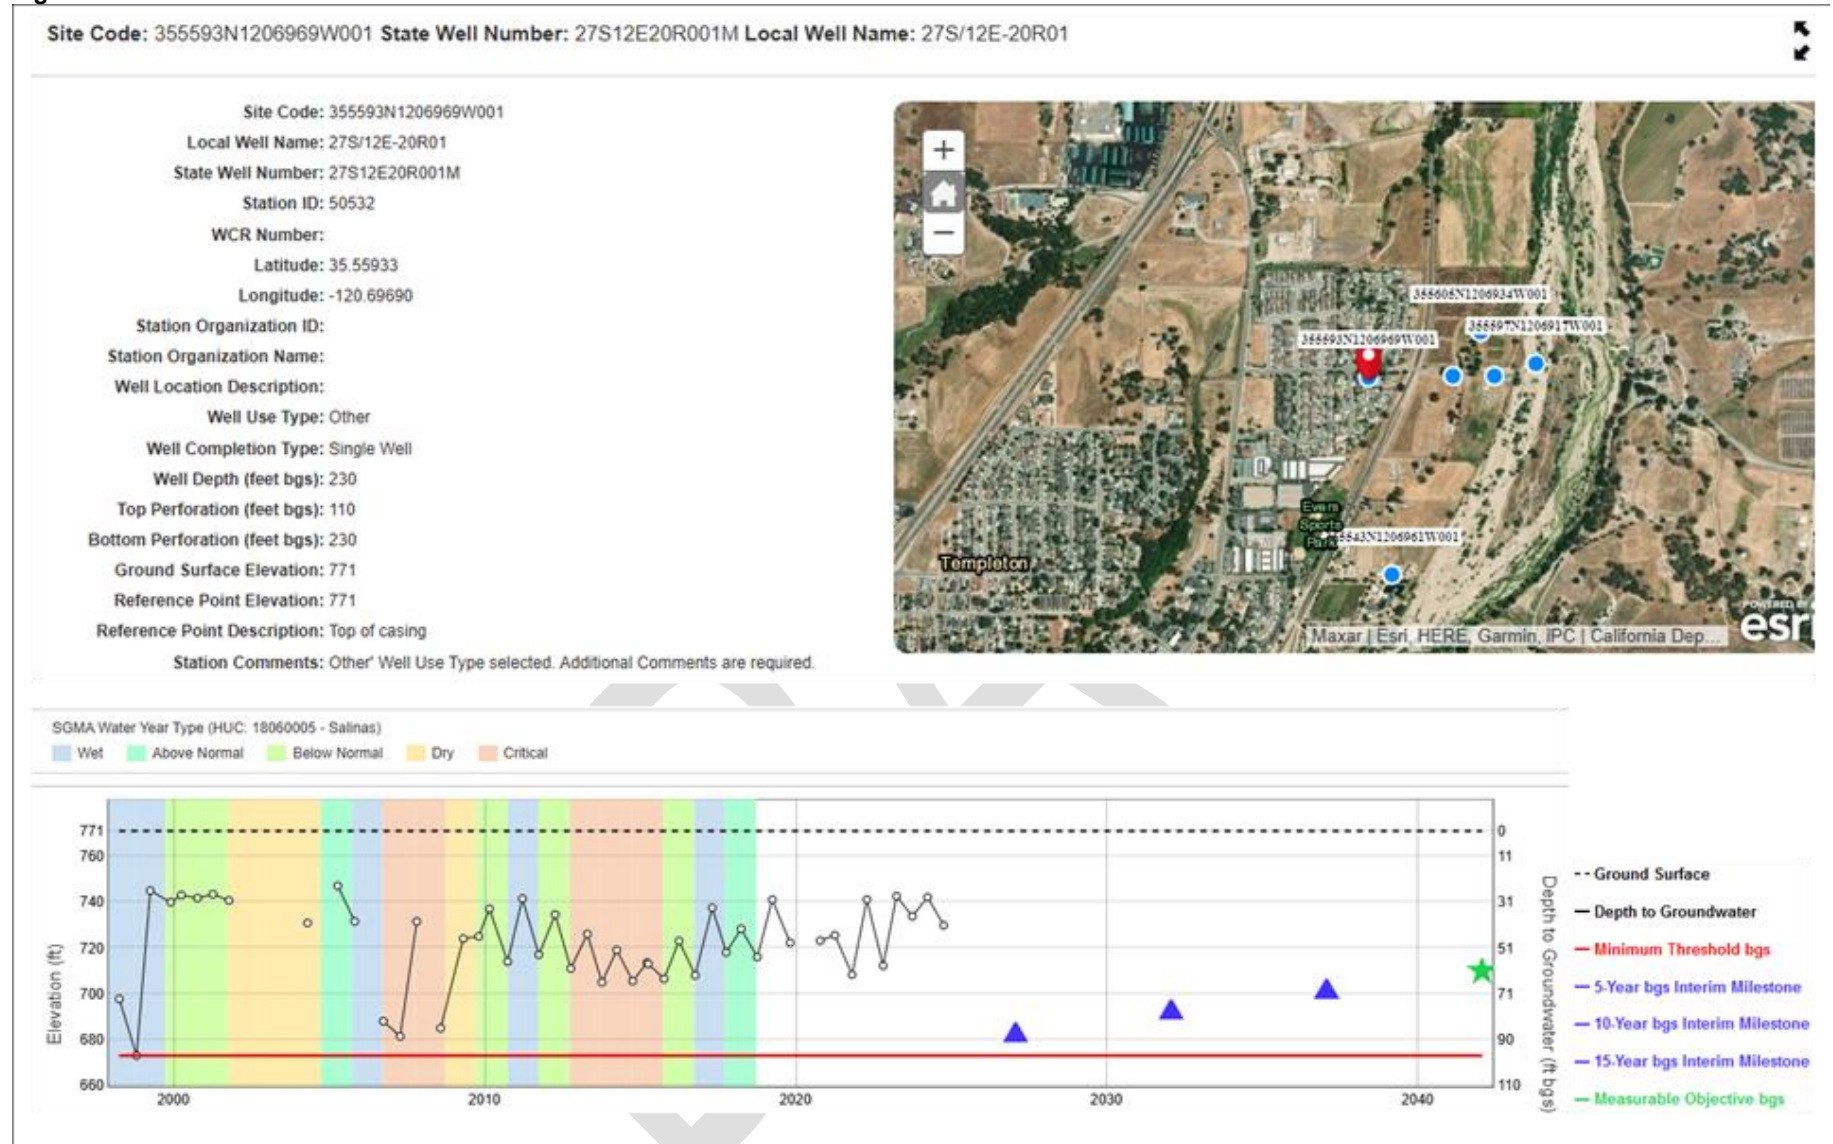 Site Code: 355593N1206969W001 State Well Number: 27S12E20R001M Local Well Name: 27S/12E-20R01
Site Code: 355593N1206969W001
Local Well Name: 27S/12E-20R01
State Well Number: 27S12E20R001M
Station ID: 50532
WCR Number:
Latitude: 35.55933
Longitude: -120.69690
Station Organization ID:
Station Organization Name:
Well Location Description:
Well Use Type: Other
Well Completion Type: Single Well
Well Depth (feet bgs): 230
Top Perforation (feet bgs): 110
Bottom Perforation (feet bgs): 230
Ground Surface Elevation: 771
Reference Point Elevation: 771
Reference Point Description: Top of casing
Station Comments: Other' Well Use Type selected. Additional Comments are required.
+
−
355605N1206934W001
355597N1206917W001
355593N1206969W001
Evers
Sports
Park
5543N1206961W001
Templeton
POWERED BY
esri
Maxar | Esri, HERE, Garmin, iPC | California Dep...
SGMA Water Year Type (HUC: 18060005 - Salinas)
Wet Above Normal Below Normal Dry Critical
Elevation (ft)
771
760
740
720
700
680
660
2000 2010 2020 2030 2040
0
11
31
51
71
90
110
Depth to Groundwater (ft bgs)
Ground Surface
Depth to Groundwater
Minimum Threshold bgs
5-Year bgs Interim Milestone
10-Year bgs Interim Milestone
15-Year bgs Interim Milestone
Measurable Objective bgs